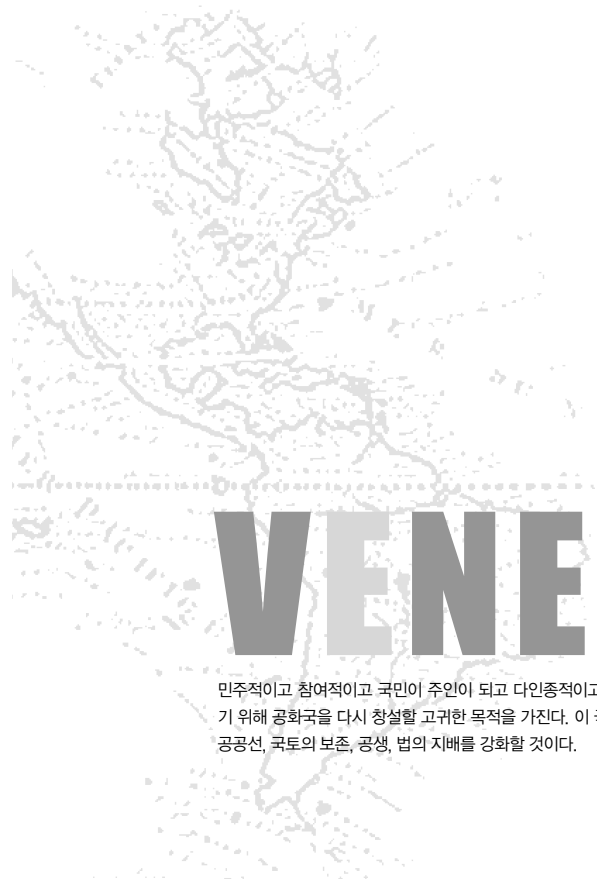 VENE
민주적이고 참여적이고 국민이 주인이 되고 다인종적이고
기 위해 공화국을 다시 창설할 고귀한 목적을 가진다. 이
공공선, 국토의 보존, 공생, 법의 지배를 강화할 것이다.